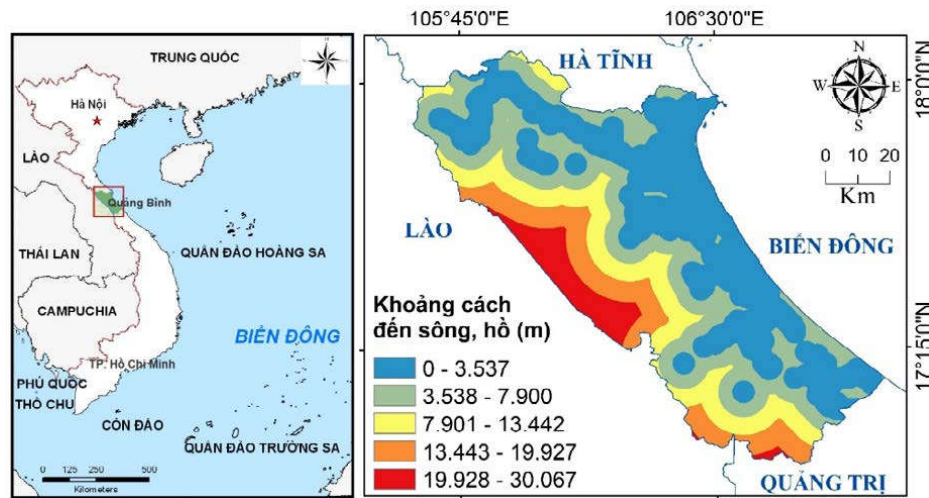 TRUNG QUỐC
Hà Nội
LÀO
Quảng Bình
THÁI LAN
QUẦN ĐẢO HOÀNG SA
CAMPUCHIA
BIỂN ĐÔNG
TP. Hồ Chí Minh
PHÚ QUỐC
THỔ CHU
CÔN ĐẢO
QUẦN ĐẢO TRƯỜNG SA
0 125 250 500
Kilometers
105°45'0"E
106°30'0"E
HÀ TĨNH
N
W E
S
18°0'0"N
0 10 20
Km
LÀO
BIỂN ĐÔNG
Khoảng cách
đến sông, hồ (m)
0 - 3.537
3.538 - 7.900
7.901 - 13.442
13.443 - 19.927
19.928 - 30.067
17°15'0"N
QUẢNG TRỊ